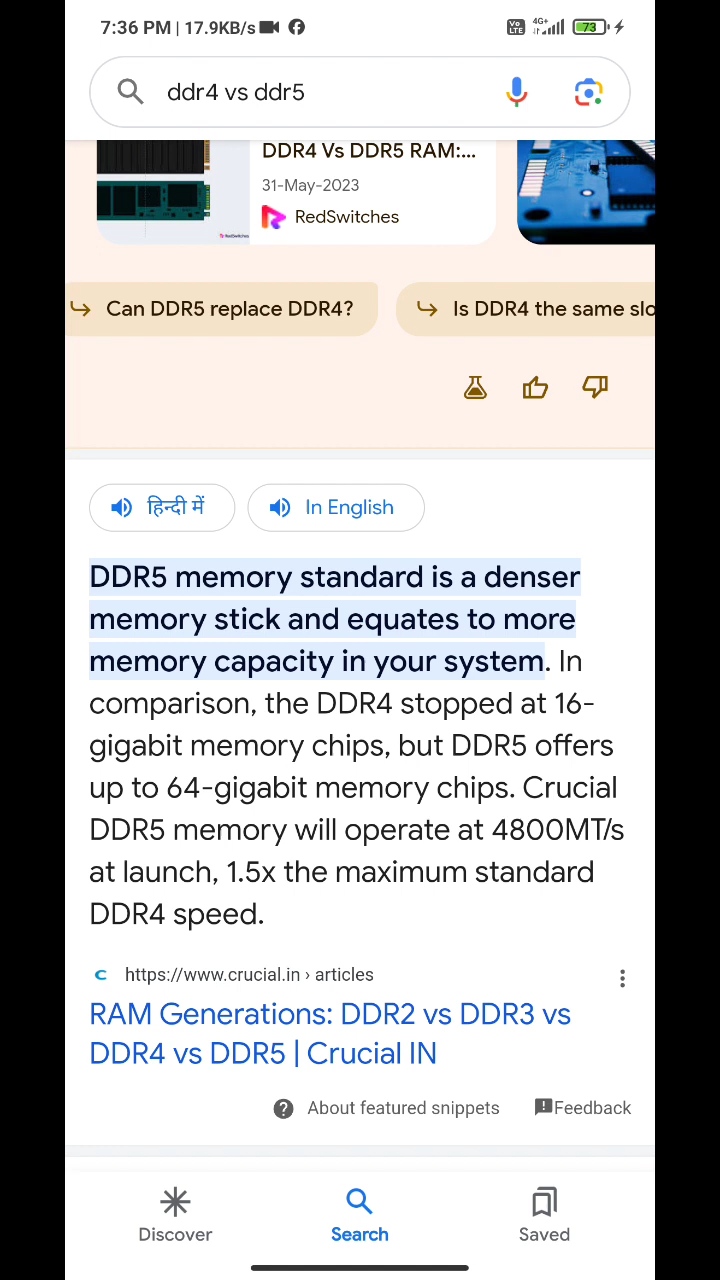 7:36 PM | 17.9KB/s
Vo LTE 4G+ 73
ddr4 vs ddr5
DDR4 Vs DDR5 RAM:...
31-May-2023
RedSwitches
RedSwitches
Can DDR5 replace DDR4?
Is DDR4 the same slo
हिन्दी में
In English
DDR5 memory standard is a denser
memory stick and equates to more
memory capacity in your system. In
comparison, the DDR4 stopped at 16-
gigabit memory chips, but DDR5 offers
up to 64-gigabit memory chips. Crucial
DDR5 memory will operate at 4800MT/s
at launch, 1.5x the maximum standard
DDR4 speed.
https://www.crucial.in › articles
RAM Generations: DDR2 vs DDR3 vs
DDR4 vs DDR5 | Crucial IN
About featured snippets
Feedback
Discover
Search
Saved